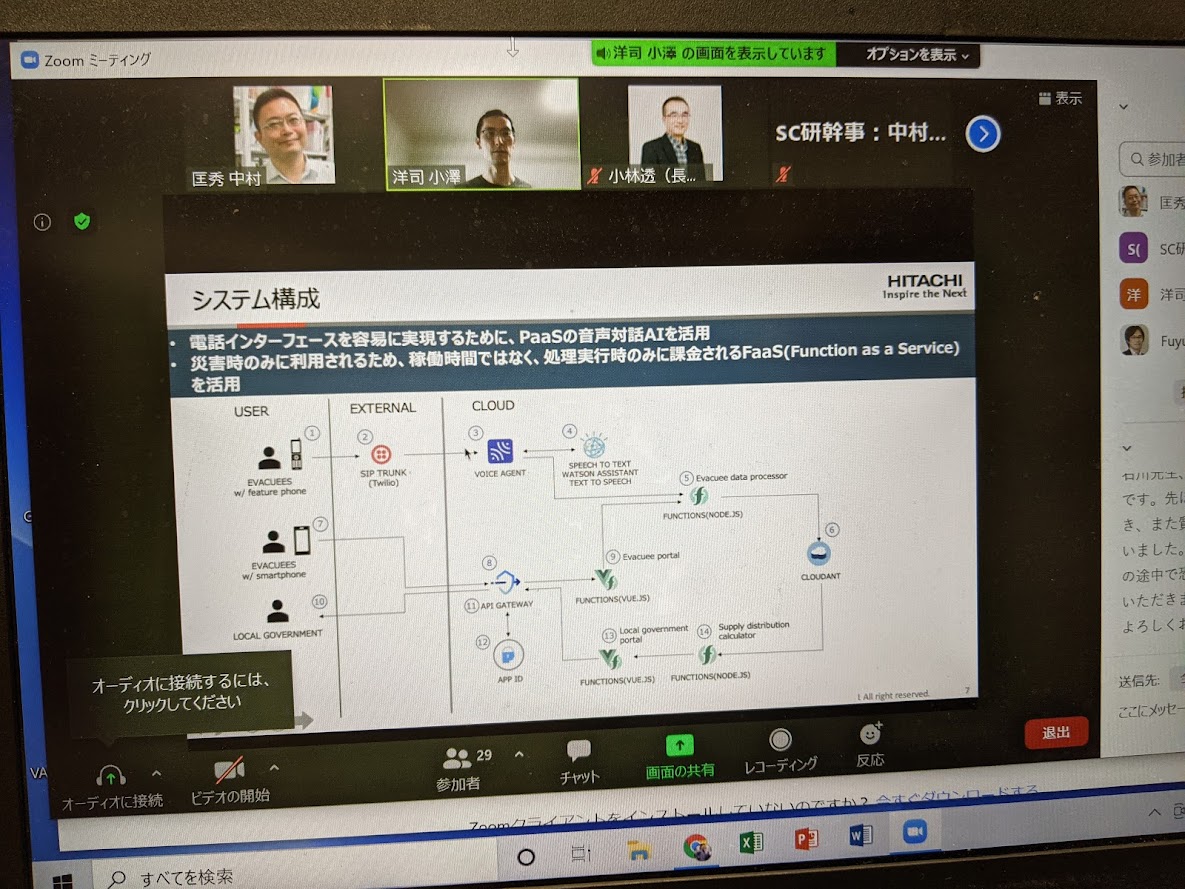 Zoom ミーティング
洋司 小澤 の画面を表示しています
オプションを表示
表示
匡秀 中村
洋司 小澤
小林透（長...
SC研幹事：中村...
参加者
匡秀
S(
SC研
洋
洋司
Fuyu
システム構成
HITACHI
Inspire the Next
・ 電話インターフェースを容易に実現するために、PaaSの音声対話AIを活用
・ 災害時のみに利用されるため、稼働時間ではなく、処理実行時のみに課金されるFaaS(Function as a Service)
を活用
USER
EXTERNAL
CLOUD
①
EVACUEES
w/ feature phone
②
SIP TRUNK
(Twilio)
③
VOICE AGENT
④
SPEECH TO TEXT
WATSON ASSISTANT
TEXT TO SPEECH
⑤ Evacuee data processor
FUNCTIONS(NODE.JS)
⑥
CLOUDANT
⑦
EVACUEES
w/ smartphone
⑧
⑪ API GATEWAY
⑨ Evacuee portal
FUNCTIONS(VUE.JS)
⑩
LOCAL GOVERNMENT
⑫
APP ID
⑬ Local government
portal
FUNCTIONS(VUE.JS)
⑭ Supply distribution
calculator
FUNCTIONS(NODE.JS)
All right reserved.
7
です。先に
き、また質
いました。
の途中で恐
いただきま
よろしくお
送信先:
ここにメッセー
オーディオに接続するには、
クリックしてください
オーディオに接続
ビデオの開始
29
参加者
チャット
画面の共有
レコーディング
反応
退出
VA
Zoomクライアントをインストールしていないのですか？ 今すぐダウンロードする
すべてを検索